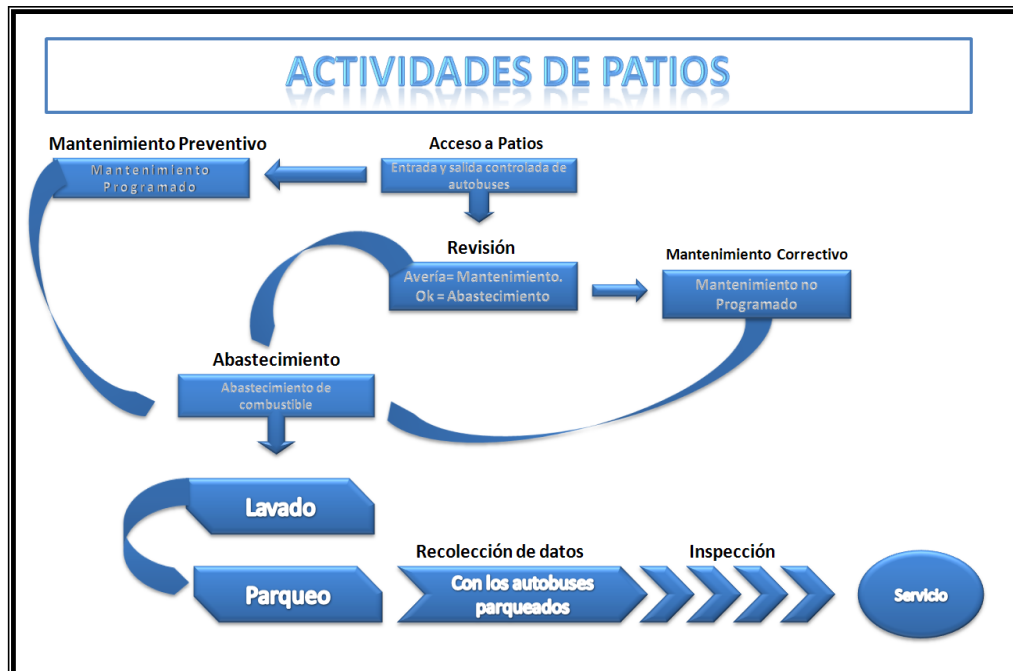 ACTIVIDADES DE PATIOS
Mantenimiento Preventivo
Mantenimiento
Programado
Acceso a Patios
Entrada y salida controlada de
autobuses
Revisión
Avería= Mantenimiento.
Ok = Abastecimiento
Mantenimiento Correctivo
Mantenimiento no
Programado
Abastecimiento
Abastecimiento de
combustible
Lavado
Parqueo
Recolección de datos
Con los autobuses
parqueados
Inspección
Servicio